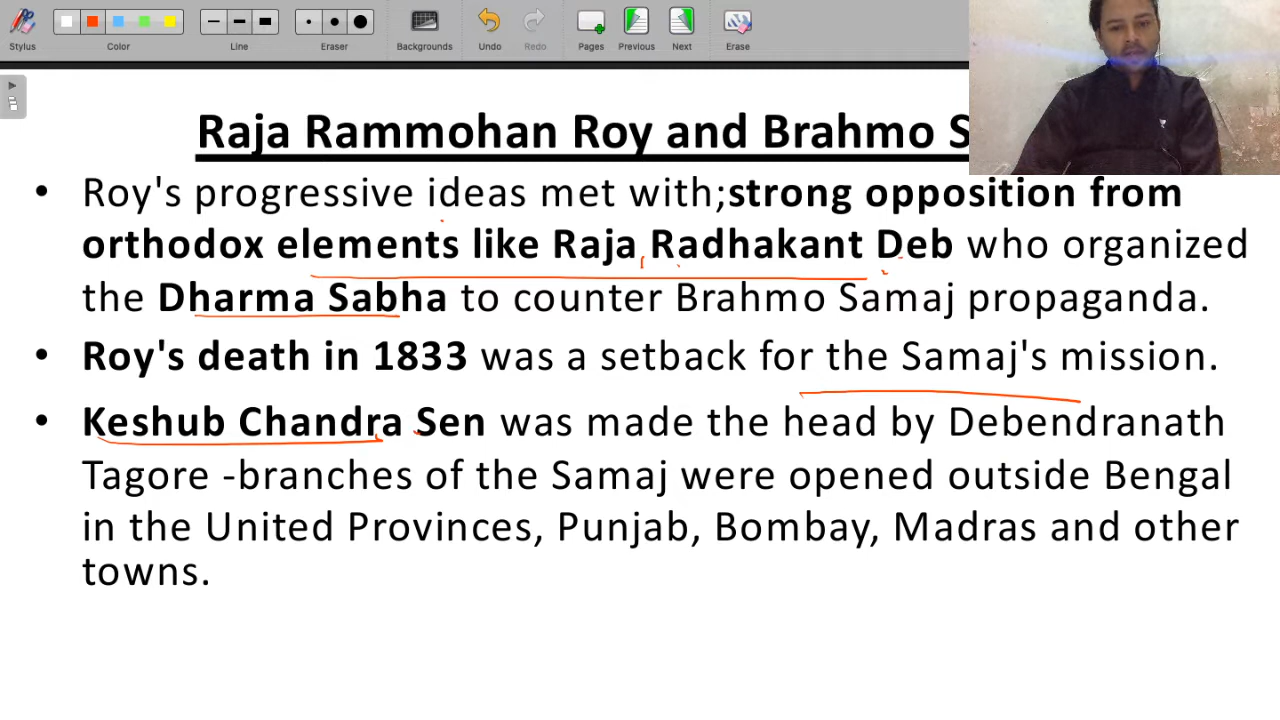 Stylus Color Line Eraser Backgrounds Undo Redo Pages Previous Next Erase
Raja Rammohan Roy and Brahmo S
• Roy's progressive ideas met with;strong opposition from
orthodox elements like Raja Radhakant Deb who organized
the Dharma Sabha to counter Brahmo Samaj propaganda.
• Roy's death in 1833 was a setback for the Samaj's mission.
• Keshub Chandra Sen was made the head by Debendranath
Tagore -branches of the Samaj were opened outside Bengal
in the United Provinces, Punjab, Bombay, Madras and other
towns.